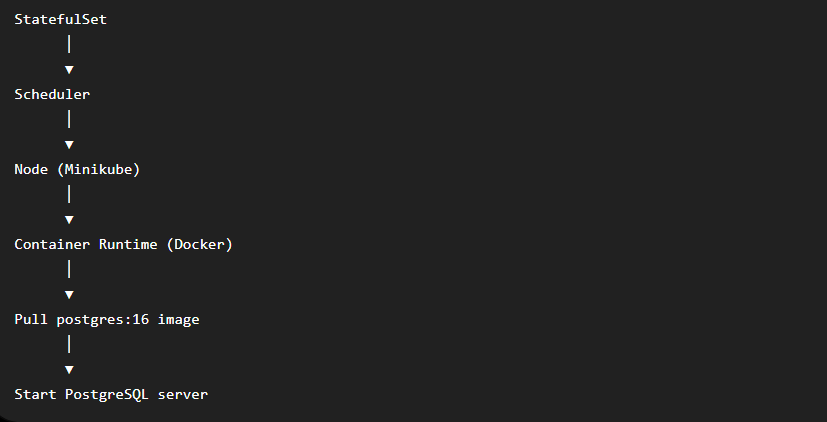 StatefulSet
│
▼
Scheduler
│
▼
Node (Minikube)
│
▼
Container Runtime (Docker)
│
▼
Pull postgres:16 image
│
▼
Start PostgreSQL server